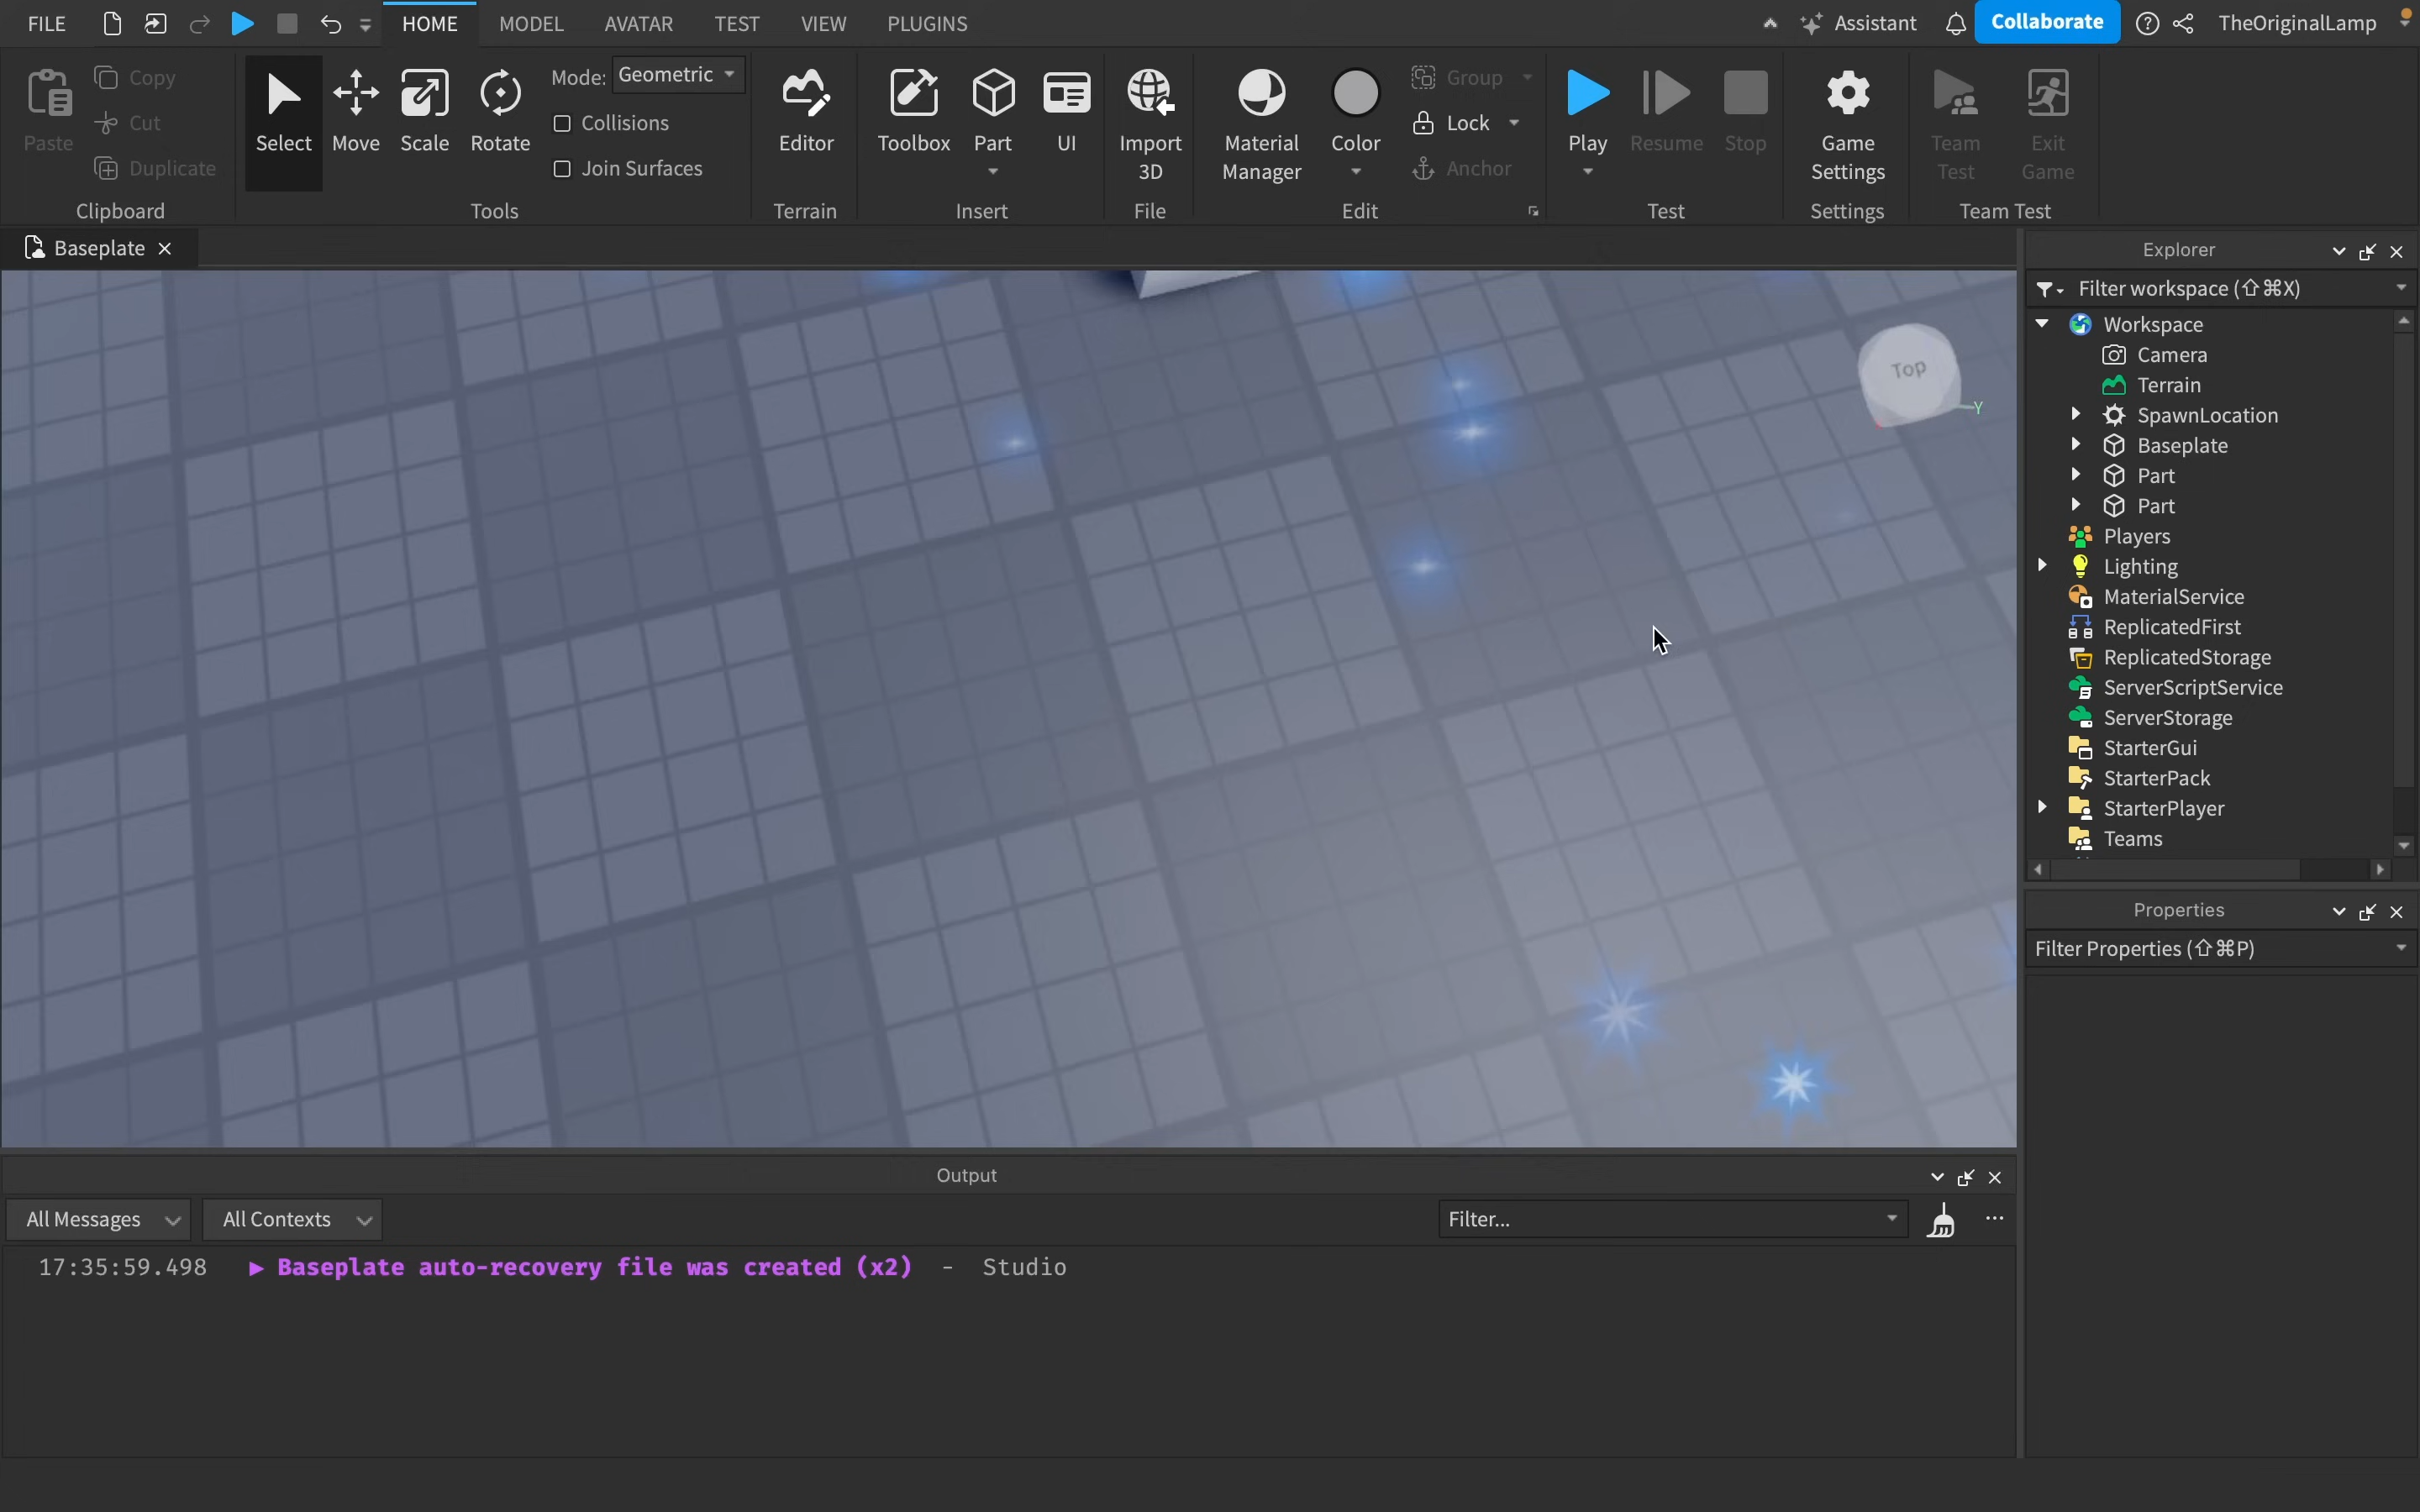 FILE HOME MODEL AVATAR TEST VIEW PLUGINS Assistant Collaborate TheOriginalLamp
Paste
Copy
Cut
Duplicate
Clipboard
Select Move Scale Rotate
Mode: Geometric
Collisions
Join Surfaces
Tools
Editor
Terrain
Toolbox Part UI
Insert
Import
3D
File
Material
Manager
Color
Group
Lock
Anchor
Edit
Play Resume Stop
Test
Game
Settings
Settings
Team
Test
Exit
Game
Team Test
Baseplate
Top
Y
Explorer
Filter workspace (⇧⌘X)
Workspace
Camera
Terrain
SpawnLocation
Baseplate
Part
Part
Players
Lighting
MaterialService
ReplicatedFirst
ReplicatedStorage
ServerScriptService
ServerStorage
StarterGui
StarterPack
StarterPlayer
Teams
Properties
Filter Properties (⇧⌘P)
Output
All Messages All Contexts Filter...
17:35:59.498 ▶ Baseplate auto-recovery file was created (x2) - Studio